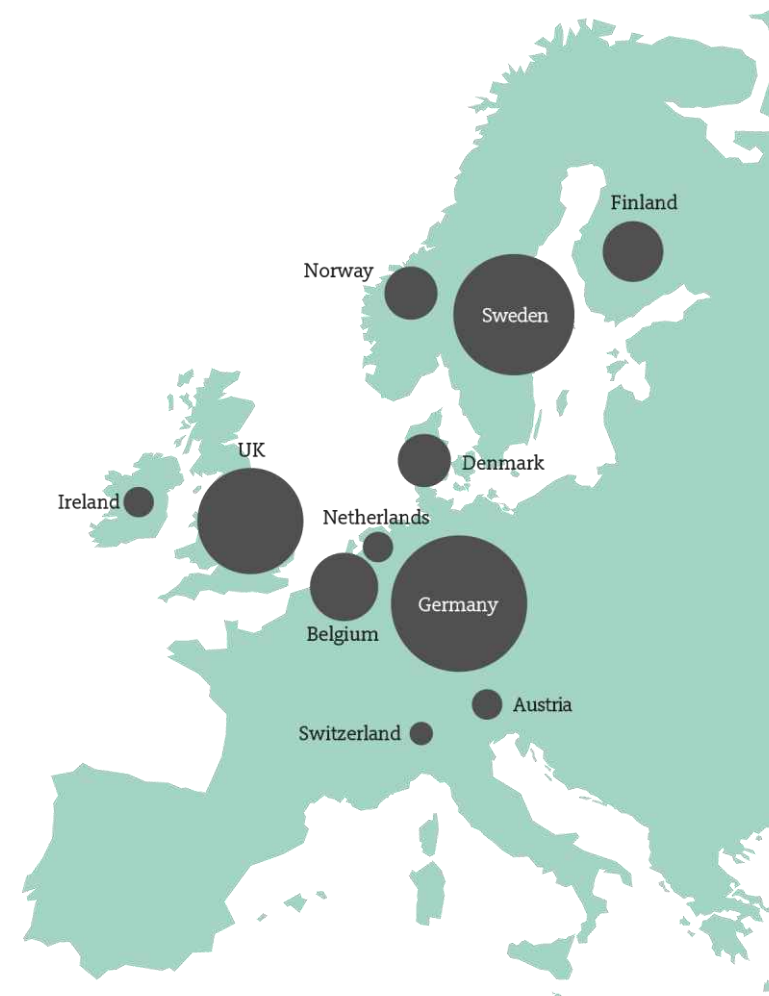 Finland
Norway
Sweden
UK
Denmark
Ireland
Netherlands
Germany
Belgium
Austria
Switzerland